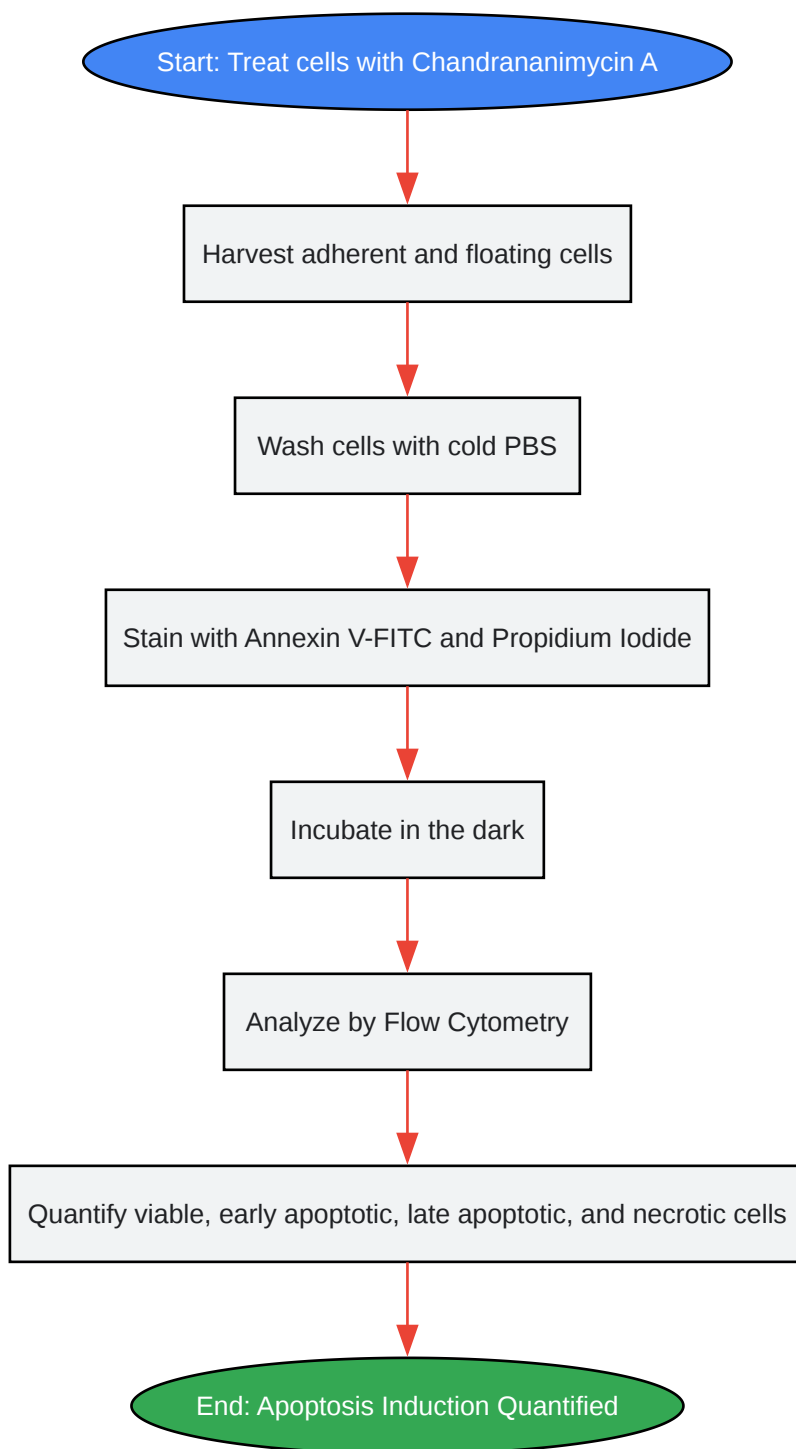 Start: Treat cells with Chandrananimycin A
Harvest adherent and floating cells
Wash cells with cold PBS
Stain with Annexin V-FITC and Propidium Iodide
Incubate in the dark
Analyze by Flow Cytometry
Quantify viable, early apoptotic, late apoptotic, and necrotic cells
End: Apoptosis Induction Quantified